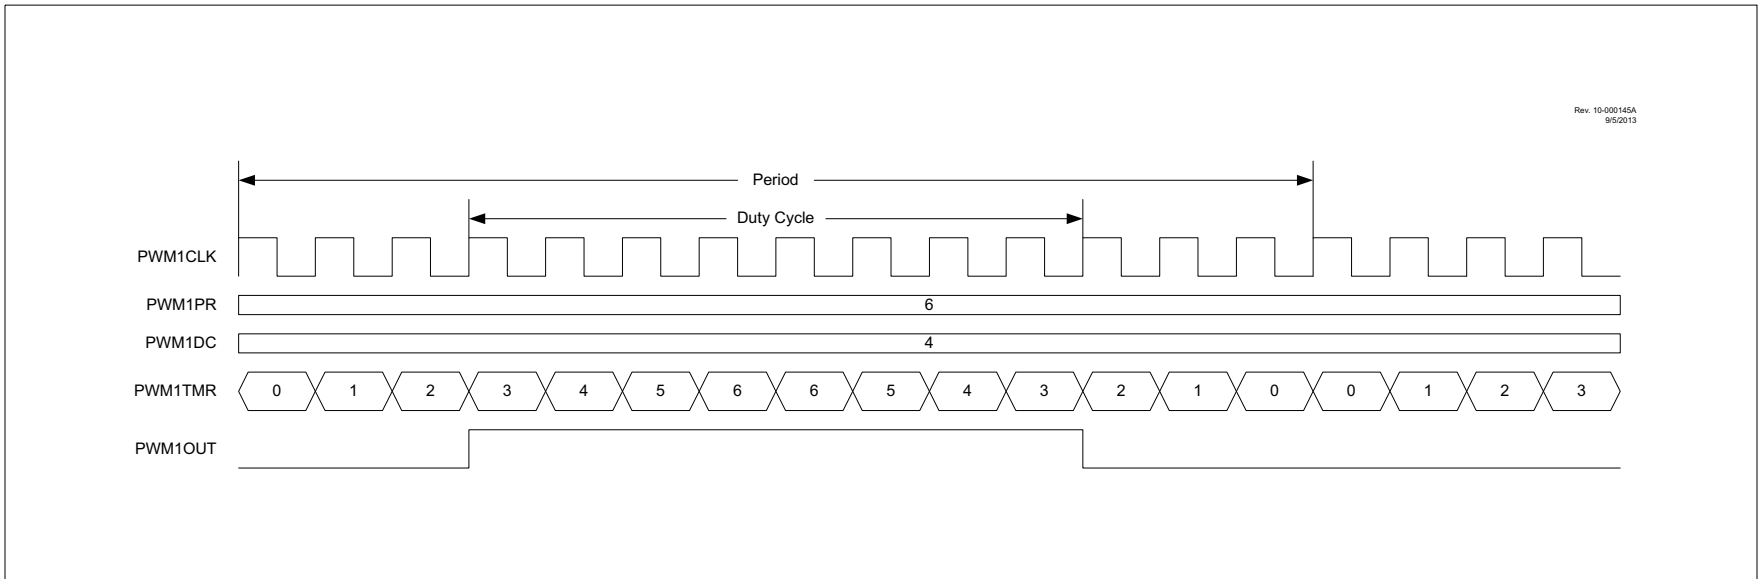 Rev. 10-000145A
9/5/2013
Period
Duty Cycle
PWM1CLK
PWM1PR 6
PWM1DC 4
PWM1TMR 0 1 2 3 4 5 6 6 5 4 3 2 1 0 0 1 2 3
PWM1OUT